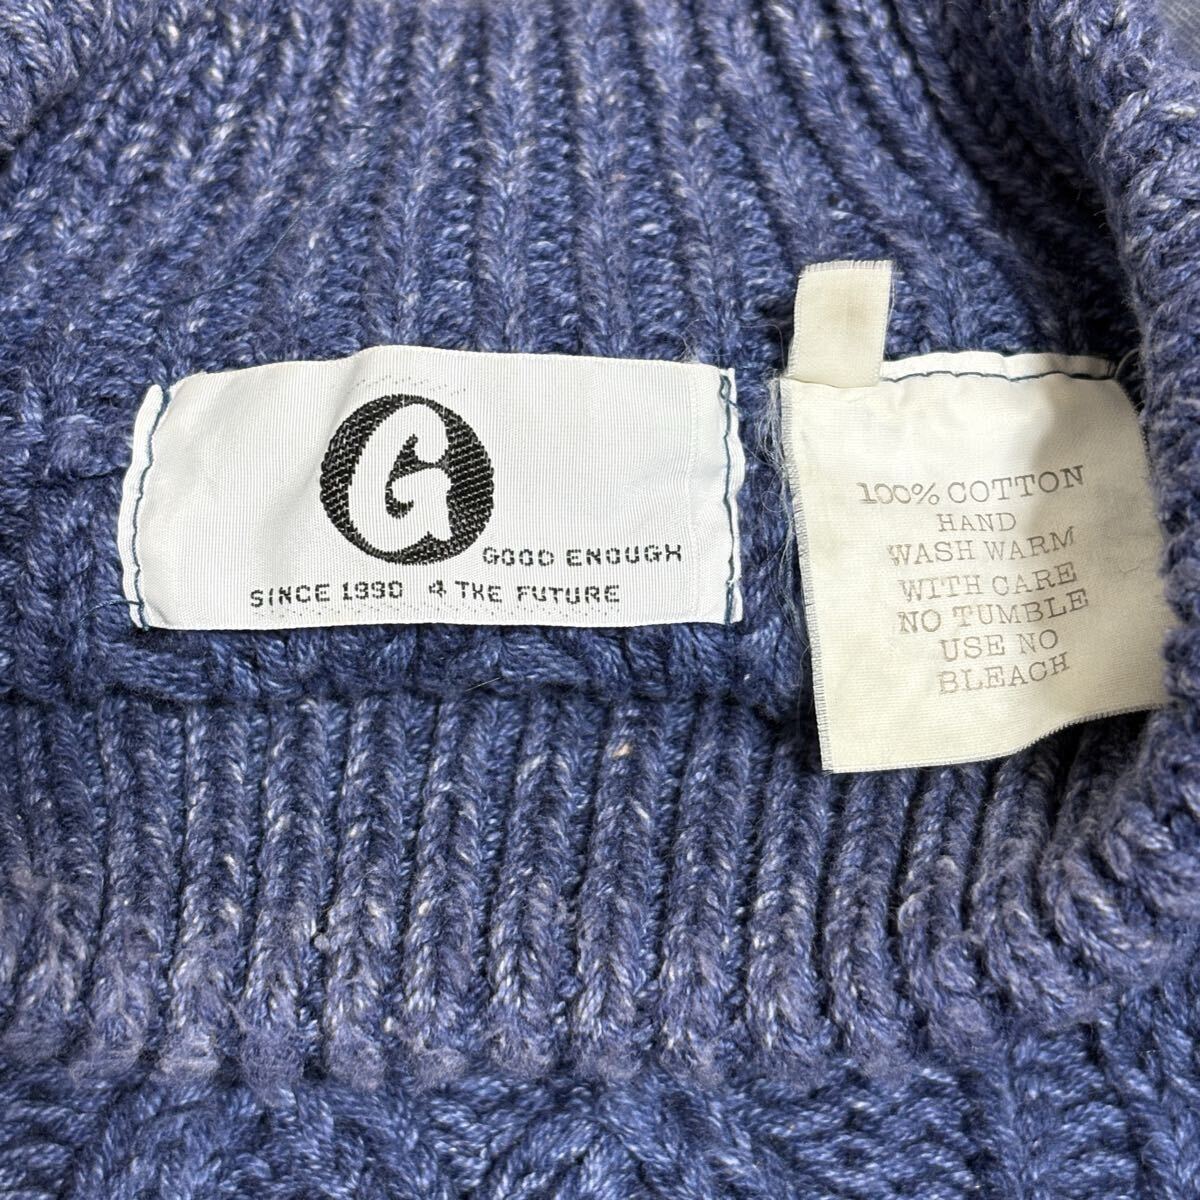 G
GOOD ENOUGH
SINCE 1990 4 THE FUTURE
100% COTTON
HAND
WASH WARM
WITH CARE
NO TUMBLE
USE NO
BLEACH